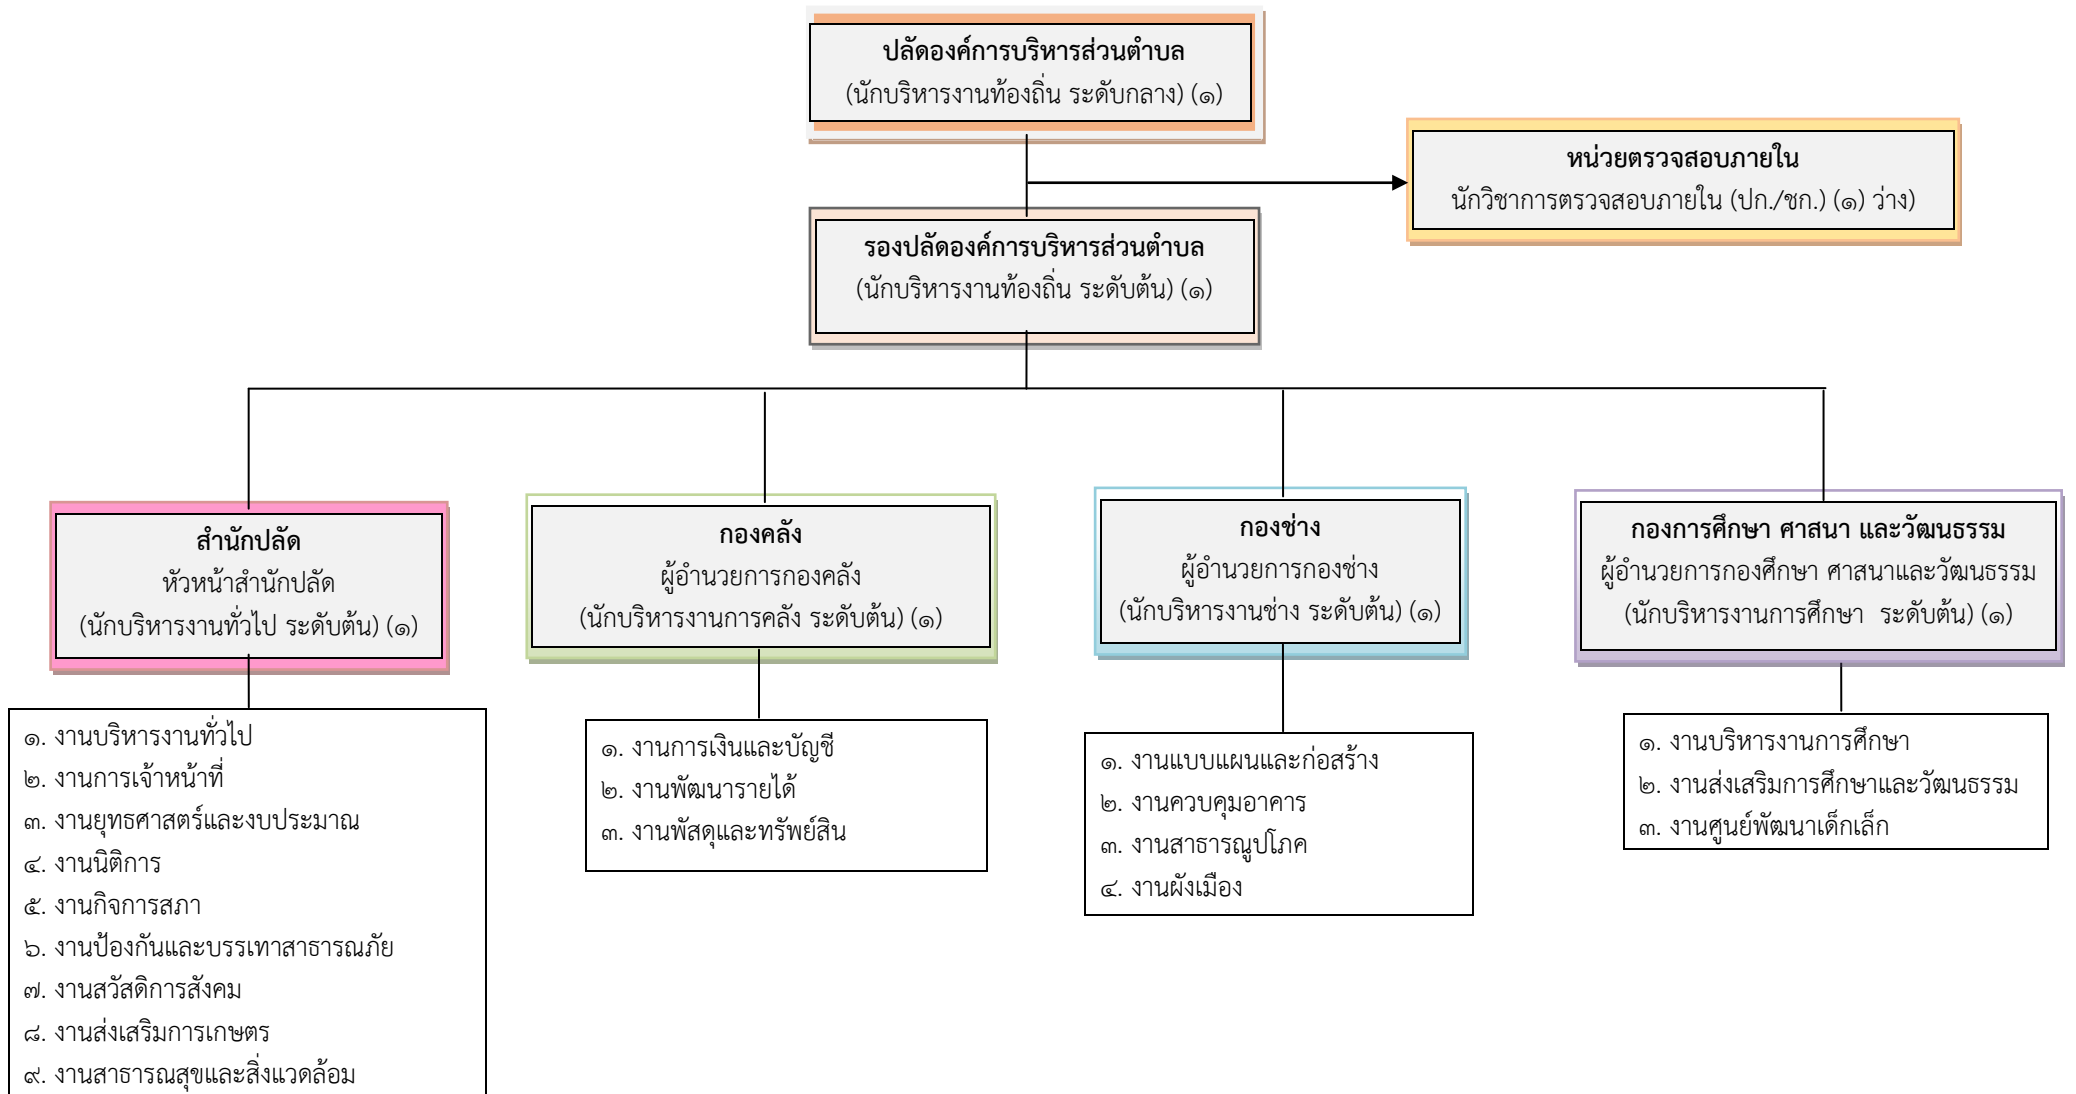 ปลัดองค์การบริหารส่วนตำบล
(นักบริหารงานท้องถิ่น ระดับกลาง) (๑)
หน่วยตรวจสอบภายใน
นักวิชาการตรวจสอบภายใน (ปก./ชก.) (๑) ว่าง)
รองปลัดองค์การบริหารส่วนตำบล
(นักบริหารงานท้องถิ่น ระดับต้น) (๑)
สำนักปลัด
หัวหน้าสำนักปลัด
(นักบริหารงานทั่วไป ระดับต้น) (๑)
กองคลัง
ผู้อำนวยการกองคลัง
(นักบริหารงานการคลัง ระดับต้น) (๑)
กองช่าง
ผู้อำนวยการกองช่าง
(นักบริหารงานช่าง ระดับต้น) (๑)
กองการศึกษา ศาสนา และวัฒนธรรม
ผู้อำนวยการกองศึกษา ศาสนาและวัฒนธรรม
(นักบริหารงานการศึกษา  ระดับต้น) (๑)
๑. งานบริหารงานทั่วไป
๒. งานการเจ้าหน้าที่
๓. งานยุทธศาสตร์และงบประมาณ
๔. งานนิติการ
๕. งานกิจการสภา
๖. งานป้องกันและบรรเทาสาธารณภัย
๗. งานสวัสดิการสังคม
๘. งานส่งเสริมการเกษตร
๙. งานสาธารณสุขและสิ่งแวดล้อม
๑. งานการเงินและบัญชี
๒. งานพัฒนารายได้
๓. งานพัสดุและทรัพย์สิน
๑. งานแบบแผนและก่อสร้าง
๒. งานควบคุมอาคาร
๓. งานสาธารณูปโภค
๔. งานผังเมือง
๑. งานบริหารงานการศึกษา
๒. งานส่งเสริมการศึกษาและวัฒนธรรม
๓. งานศูนย์พัฒนาเด็กเล็ก